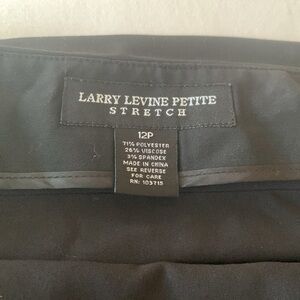 LARRY LEVINE PETITE
STRETCH
12P
71% POLYESTER
26% VISCOSE
3% SPANDEX
MADE IN CHINA
SEE REVERSE
FOR CARE
RN: 103715